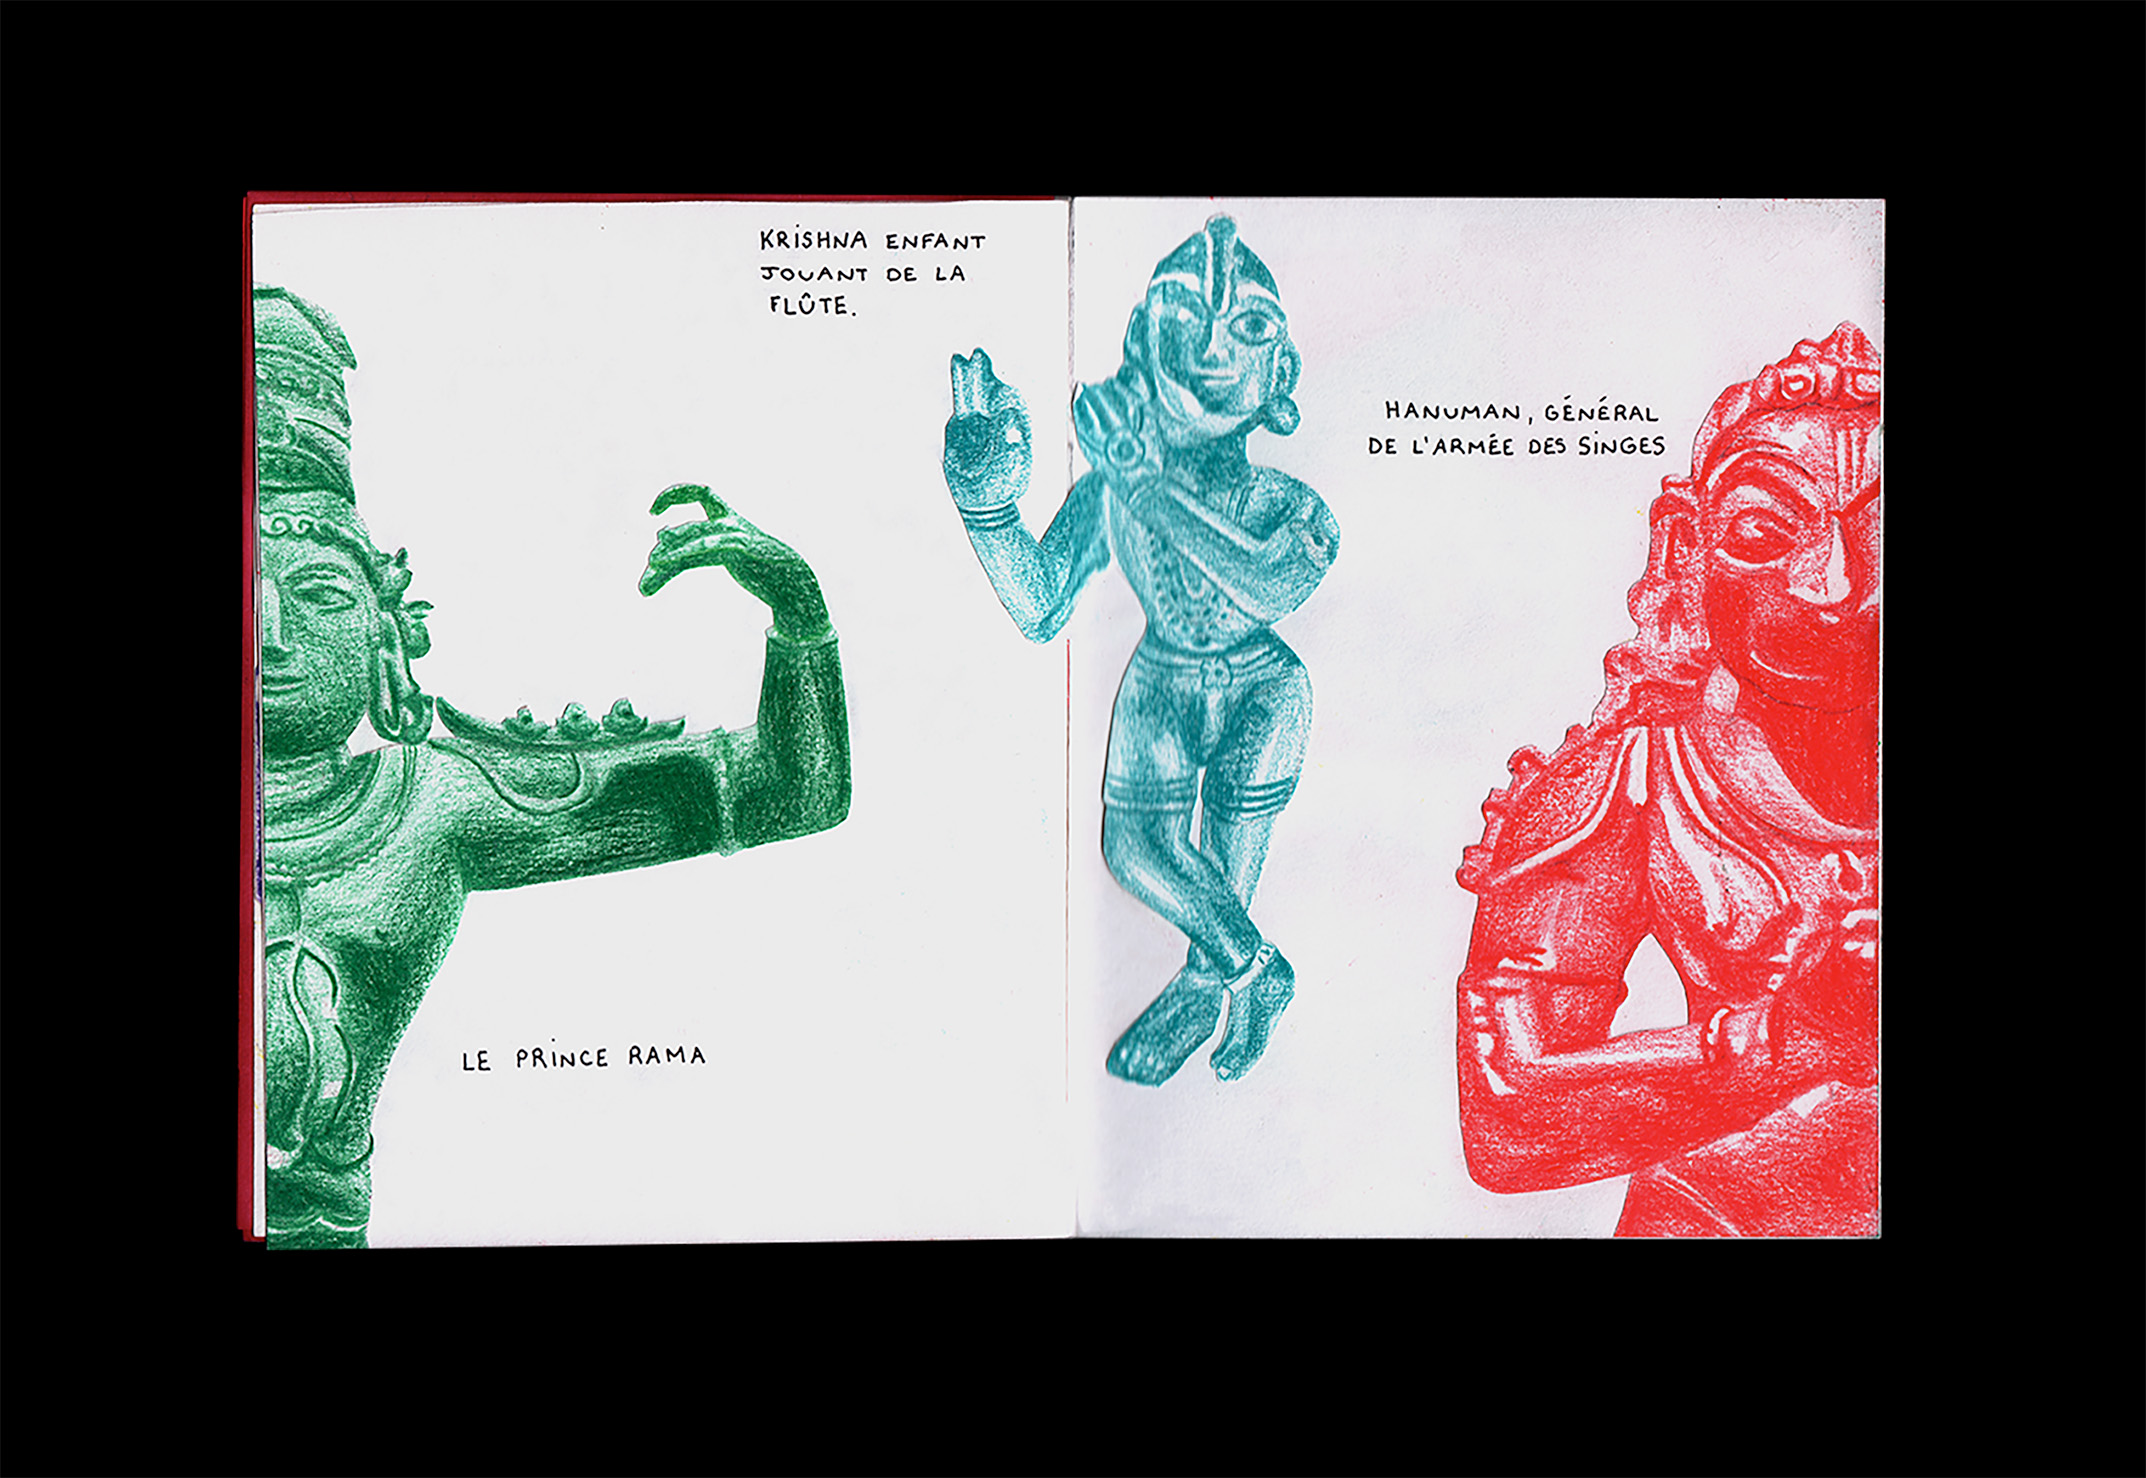 KRiSHNA ENFANT
JOUANT DE LA
FLÛTE.
LE PRiNCE RAMA
HANUMAN, GÉNÉRAL
DE L'ARMÉE DES SiNGES